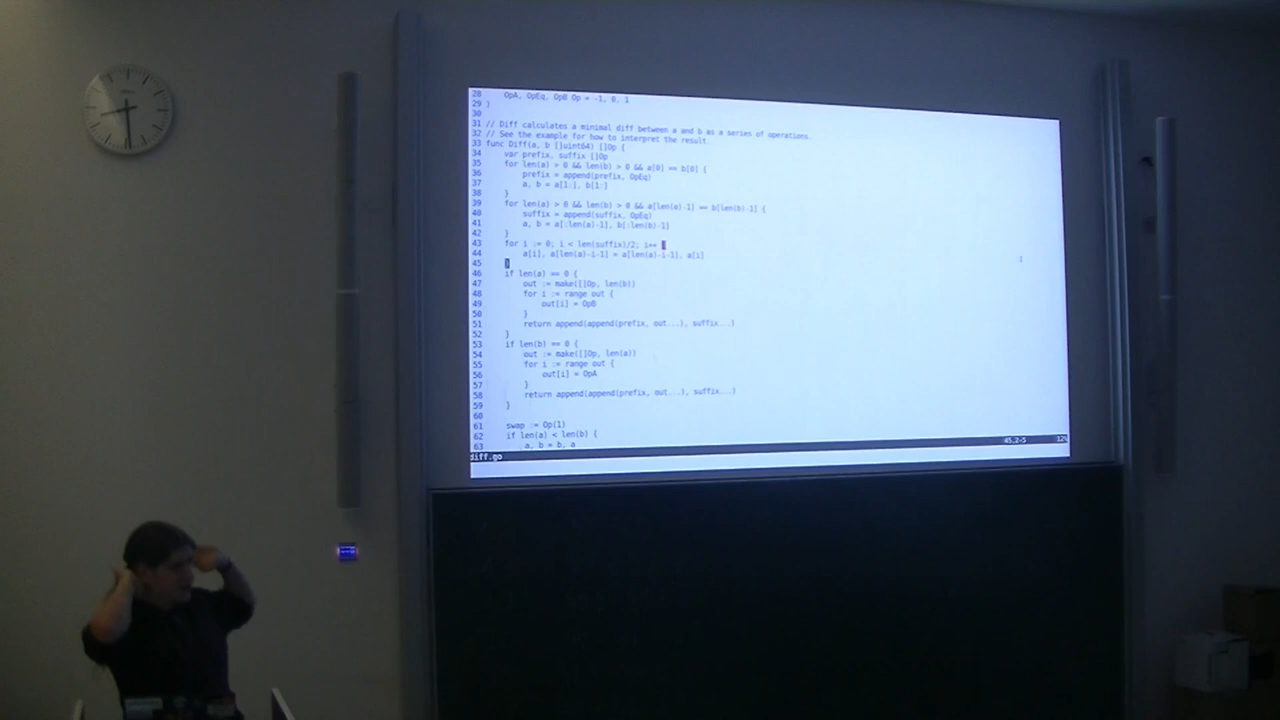 28 OpA, OpEq, OpB Op = -1, 0, 1
29 )
30
31 // Diff calculates a minimal diff between a and b as a series of operations.
32 // See the example for how to interpret the result.
33 func Diff(a, b []uint64) []Op {
34 var prefix, suffix []Op
35 for len(a) > 0 && len(b) > 0 && a[0] == b[0] {
36 prefix = append(prefix, OpEq)
37 a, b = a[1:], b[1:]
38 }
39 for len(a) > 0 && len(b) > 0 && a[len(a)-1] == b[len(b)-1] {
40 suffix = append(suffix, OpEq)
41 a, b = a[:len(a)-1], b[:len(b)-1]
42 }
43 for i := 0; i < len(suffix)/2; i++ {
44 a[i], a[len(a)-i-1] = a[len(a)-i-1], a[i]
45 }
46 if len(a) == 0 {
47 out := make([]Op, len(b))
48 for i := range out {
49 out[i] = OpB
50 }
51 return append(append(prefix, out...), suffix...)
52 }
53 if len(b) == 0 {
54 out := make([]Op, len(a))
55 for i := range out {
56 out[i] = OpA
57 }
58 return append(append(prefix, out...), suffix...)
59 }
60
61 swap := Op(1)
62 if len(a) < len(b) {
63 a, b = b, a
diff.go 45,2-5 12%